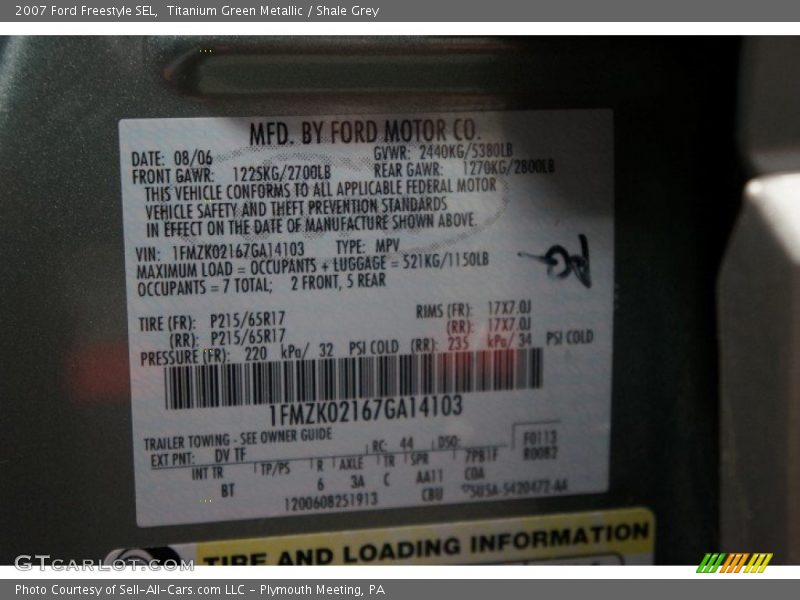 2007 Ford Freestyle SEL,  Titanium Green Metallic / Shale Grey
MFD. BY FORD MOTOR CO.
DATE: 08/06 GVWR: 2440KG/5380LB
FRONT GAWR: 1225KG/2700LB REAR GAWR: 1270KG/2800LB
THIS VEHICLE CONFORMS TO ALL APPLICABLE FEDERAL MOTOR
VEHICLE SAFETY AND THEFT PREVENTION STANDARDS
IN EFFECT ON THE DATE OF MANUFACTURE SHOWN ABOVE.
VIN: 1FMZK02167GA14103 TYPE: MPV
MAXIMUM LOAD = OCCUPANTS + LUGGAGE = 521KG/1150LB
OCCUPANTS = 7 TOTAL; 2 FRONT, 5 REAR
TIRE (FR): P215/65R17 RIMS (FR): 17X7.0J
(RR): P215/65R17 (RR): 17X7.0J
PRESSURE (FR): 220 kPa/ 32 PSI COLD (RR): 235 kPa/ 34 PSI COLD
1FMZK02167GA14103
TRAILER TOWING - SEE OWNER GUIDE
RC: 44 DSO: F0113
EXT PNT: DV TF R0082
INT TR TP/PS R AXLE TR SPR 7P81F
BT 6 3A C AA11 C0A
1200608251913 CBU 5U5A-5420472-AA
TIRE AND LOADING INFORMATION
GTCARLOT.COM
Photo Courtesy of Sell-All-Cars.com LLC - Plymouth Meeting, PA